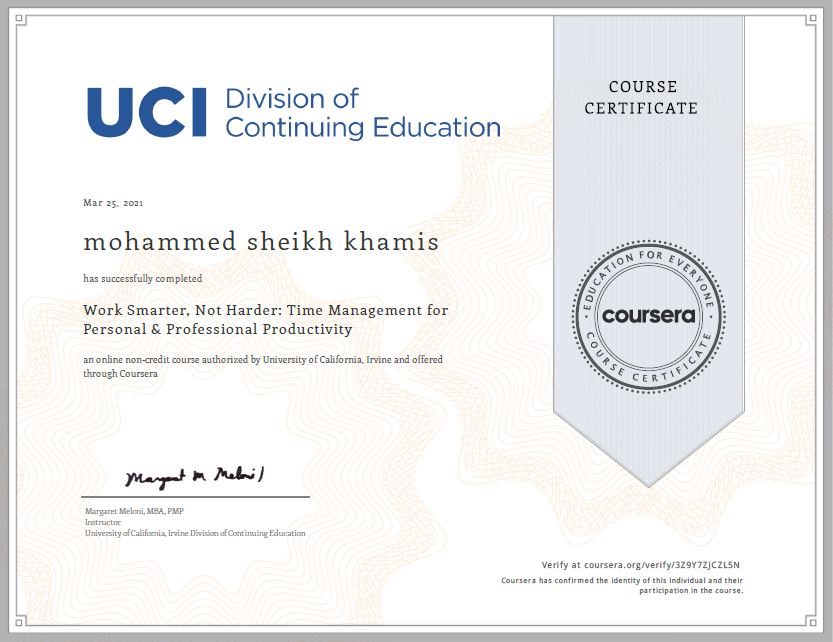 UCI Division of
Continuing Education
COURSE
CERTIFICATE
Mar 25, 2021
mohammed sheikh khamis
has successfully completed
Work Smarter, Not Harder: Time Management for
Personal & Professional Productivity
an online non-credit course authorized by University of California, Irvine and offered
through Coursera
EDUCATION FOR EVERYONE
coursera
COURSE CERTIFICATE
Margaret M Meloni
Margaret Meloni, MBA, PMP
Instructor
University of California, Irvine Division of Continuing Education
Verify at coursera.org/verify/3Z9Y7ZJCZL5N
Coursera has confirmed the identity of this individual and their
participation in the course.